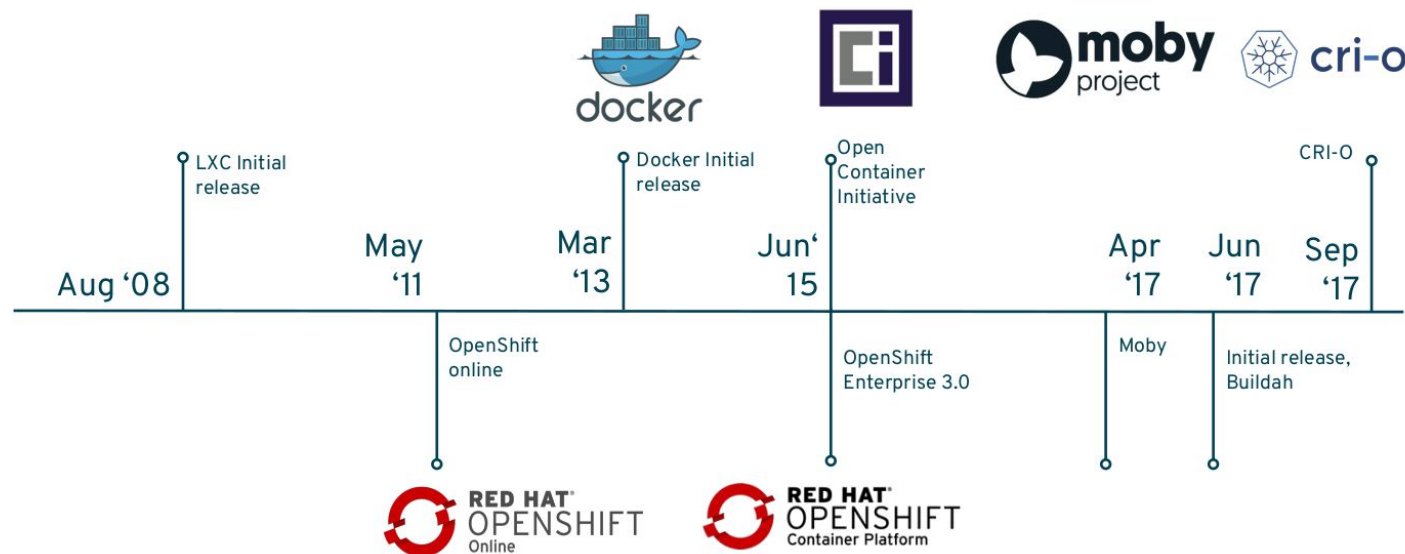 docker
Ci
moby
project
cri-o
LXC Initial
release
Docker Initial
release
Open
Container
Initiative
CRI-O
Aug ‘08
May
‘11
Mar
‘13
Jun‘
15
Apr
‘17
Jun
‘17
Sep
‘17
OpenShift
online
OpenShift
Enterprise 3.0
Moby
Initial release,
Buildah
RED HAT®
OPENSHIFT
Online
RED HAT®
OPENSHIFT
Container Platform